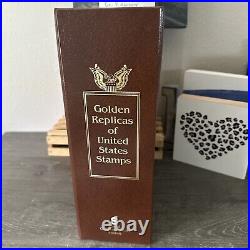 Golden
Replicas
of
United
States
Stamps